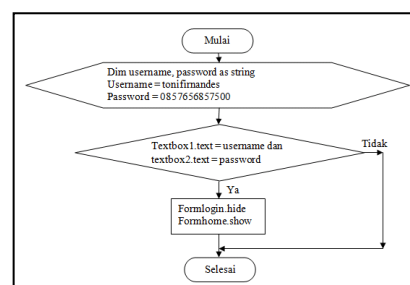 Mulai
Dim username, password as string
Username = tonifirnandes
Password = 0857656857500
Textbox1.text = username dan
textbox2.text = password
Tidak
Ya
Formlogin.hide
Formhome.show
Selesai